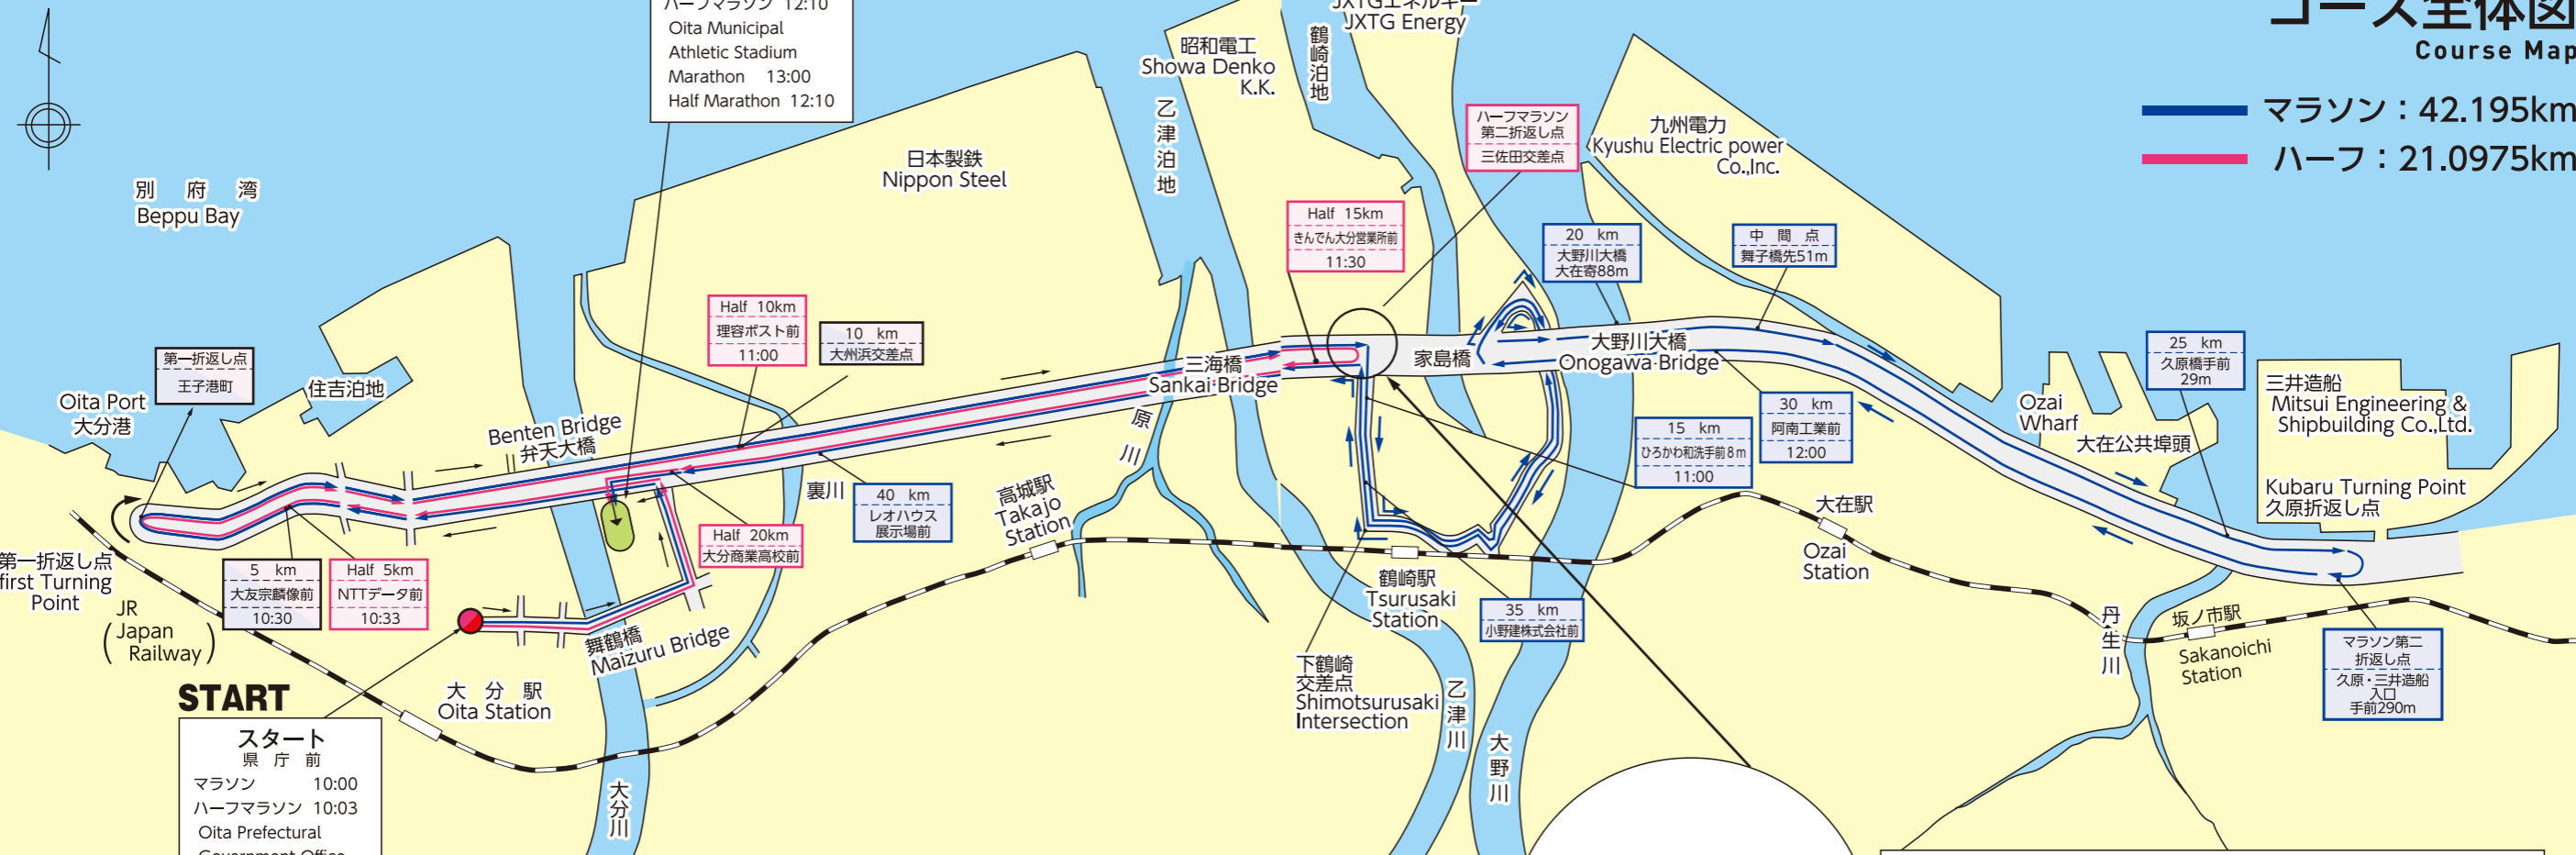 ハーフマラソン 12:10
Oita Municipal
Athletic Stadium
Marathon 13:00
Half Marathon 12:10
JXTGエネルギー
JXTG Energy
コース全体図
Course Map
マラソン：42.195km
ハーフ：21.0975km
昭和電工
Showa Denko
K.K.
鶴崎泊地
乙津泊地
九州電力
Kyushu Electric power
Co.,Inc.
ハーフマラソン
第二折返し点
三佐田交差点
日本製鉄
Nippon Steel
別府湾
Beppu Bay
Half 15km
きんでん大分営業所前
11:30
20 km
大野川大橋
大在寄88m
中間点
舞子橋先51m
Half 10km
理容ポスト前
11:00
10 km
大州浜交差点
第一折返し点
王子港町
Oita Port
大分港
住吉泊地
Benten Bridge
弁天大橋
三海橋
Sankai Bridge
家島橋
大野川大橋
Onogawa Bridge
25 km
久原橋手前
29m
三井造船
Mitsui Engineering &
Shipbuilding Co.,Ltd.
Ozai
Wharf
大在公共埠頭
Kubaru Turning Point
久原折返し点
原川
裏川
40 km
レオハウス
展示場前
高城駅
Takajo
Station
15 km
ひろかわ和洗手前8m
11:00
30 km
阿南工業前
12:00
大在駅
Ozai
Station
Half 20km
大分商業高校前
第一折返し点
first Turning
Point
5 km
大友宗麟像前
10:30
Half 5km
NTTデータ前
10:33
JR
Japan
Railway
舞鶴橋
Maizuru Bridge
鶴崎駅
Tsurusaki
Station
35 km
小野建株式会社前
丹生川
坂ノ市駅
Sakanoichi
Station
マラソン第二
折返し点
久原・三井造船
入口
手前290m
下鶴崎
交差点
Shimotsurusaki
Intersection
乙津川
大野川
大分駅
Oita Station
大分川
START
スタート
県庁前
マラソン 10:00
ハーフマラソン 10:03
Oita Prefectural
Government Office